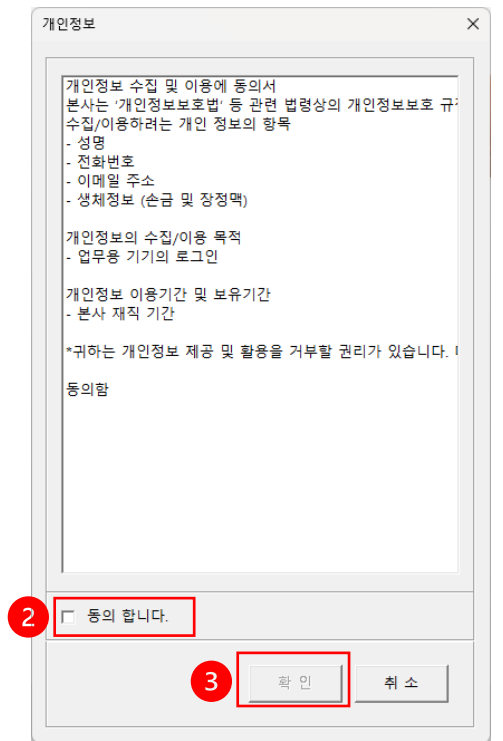 개인정보
개인정보 수집 및 이용에 동의서
본사는 ‘개인정보보호법’ 등 관련 법령상의 개인정보보호
수집/이용하려는 개인 정보의 항목
- 성명
- 전화번호
- 이메일 주소
- 생체정보 (손금 및 장정맥)
개인정보의 수집/이용 목적
- 업무용 기기의 로그인
개인정보 이용기간 및 보유기간
- 본사 재직 기간
*귀하는 개인정보 제공 및 활용을 거부할 권리가 있습니다.
동의함
2 동의 합니다.
3 확 인 취 소